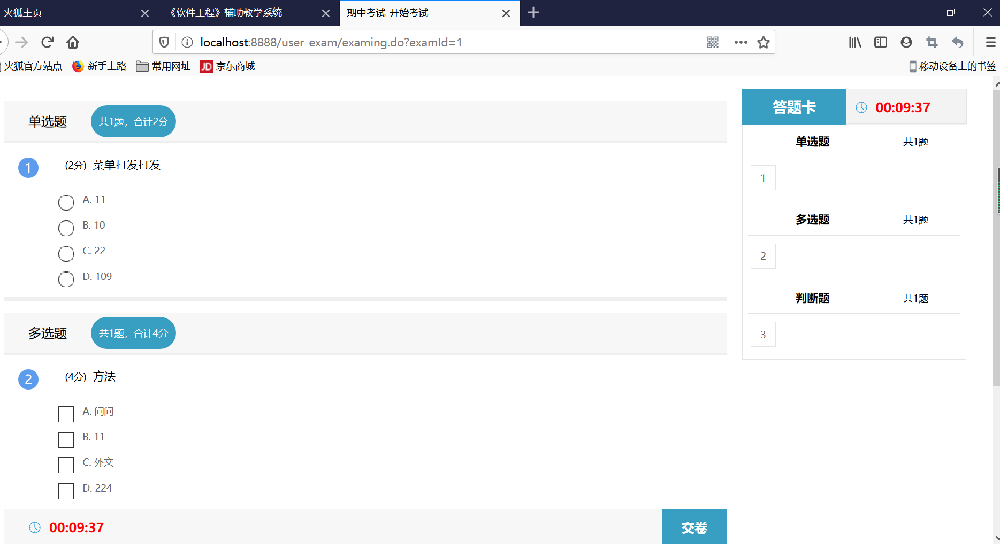 火狐主页
《软件工程》辅助教学系统
期中考试-开始考试
localhost:8888/user_exam/examing.do?examId=1
火狐官方站点
新手上路
常用网址
JD 京东商城
移动设备上的书签
单选题
共1题，合计2分
1
(2分) 菜单打发打发
A. 11
B. 10
C. 22
D. 109
多选题
共1题，合计4分
2
(4分) 方法
A. 问问
B. 11
C. 外文
D. 224
00:09:37
交卷
答题卡
00:09:37
单选题 共1题
1
多选题 共1题
2
判断题 共1题
3